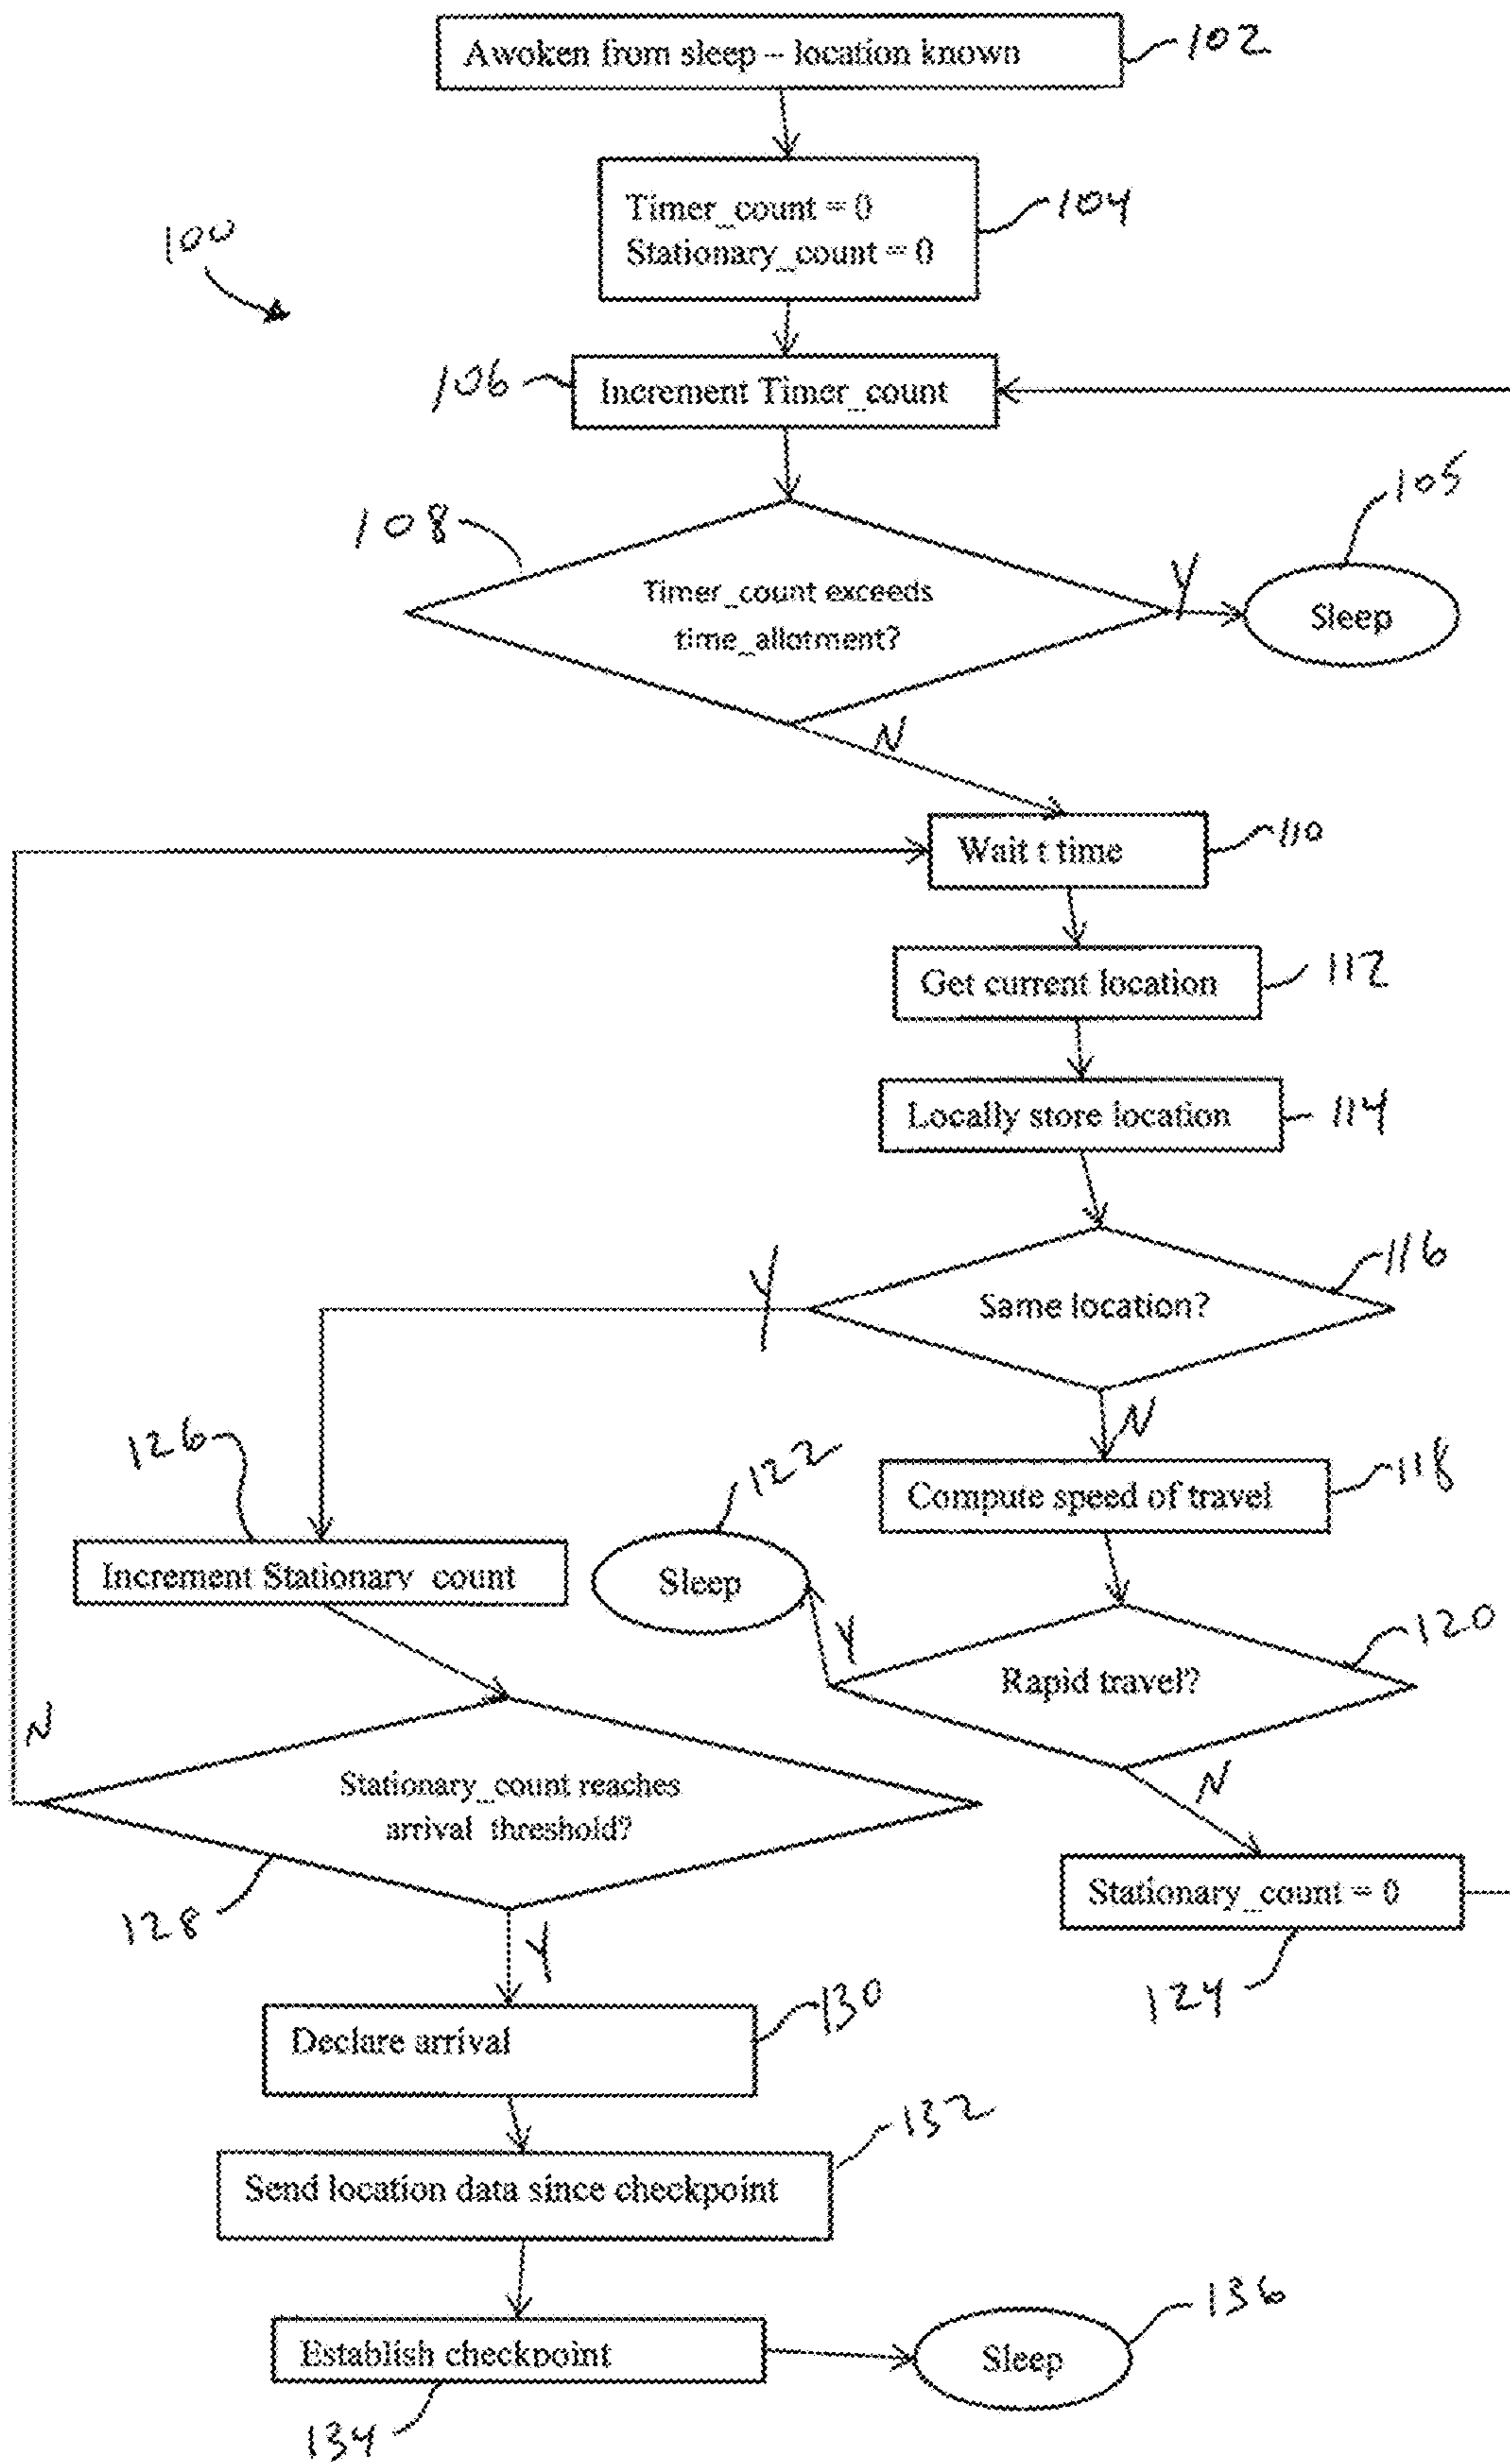 Awoken from sleep – location known
102
Timer_count = 0
Stationary_count = 0
104
100
106
Increment Timer_count
108
Timer_count exceeds
time_allotment?
Y
105
Sleep
N
Wait t time
110
Get current location
112
Locally store location
114
Same location?
116
Y
N
126
122
Compute speed of travel
118
Increment Stationary_count
Sleep
Y
Rapid travel?
120
N
N
Stationary_count reaches
arrival_threshold?
128
Stationary_count = 0
124
Y
Declare arrival
130
Send location data since checkpoint
132
Establish checkpoint
134
Sleep
136